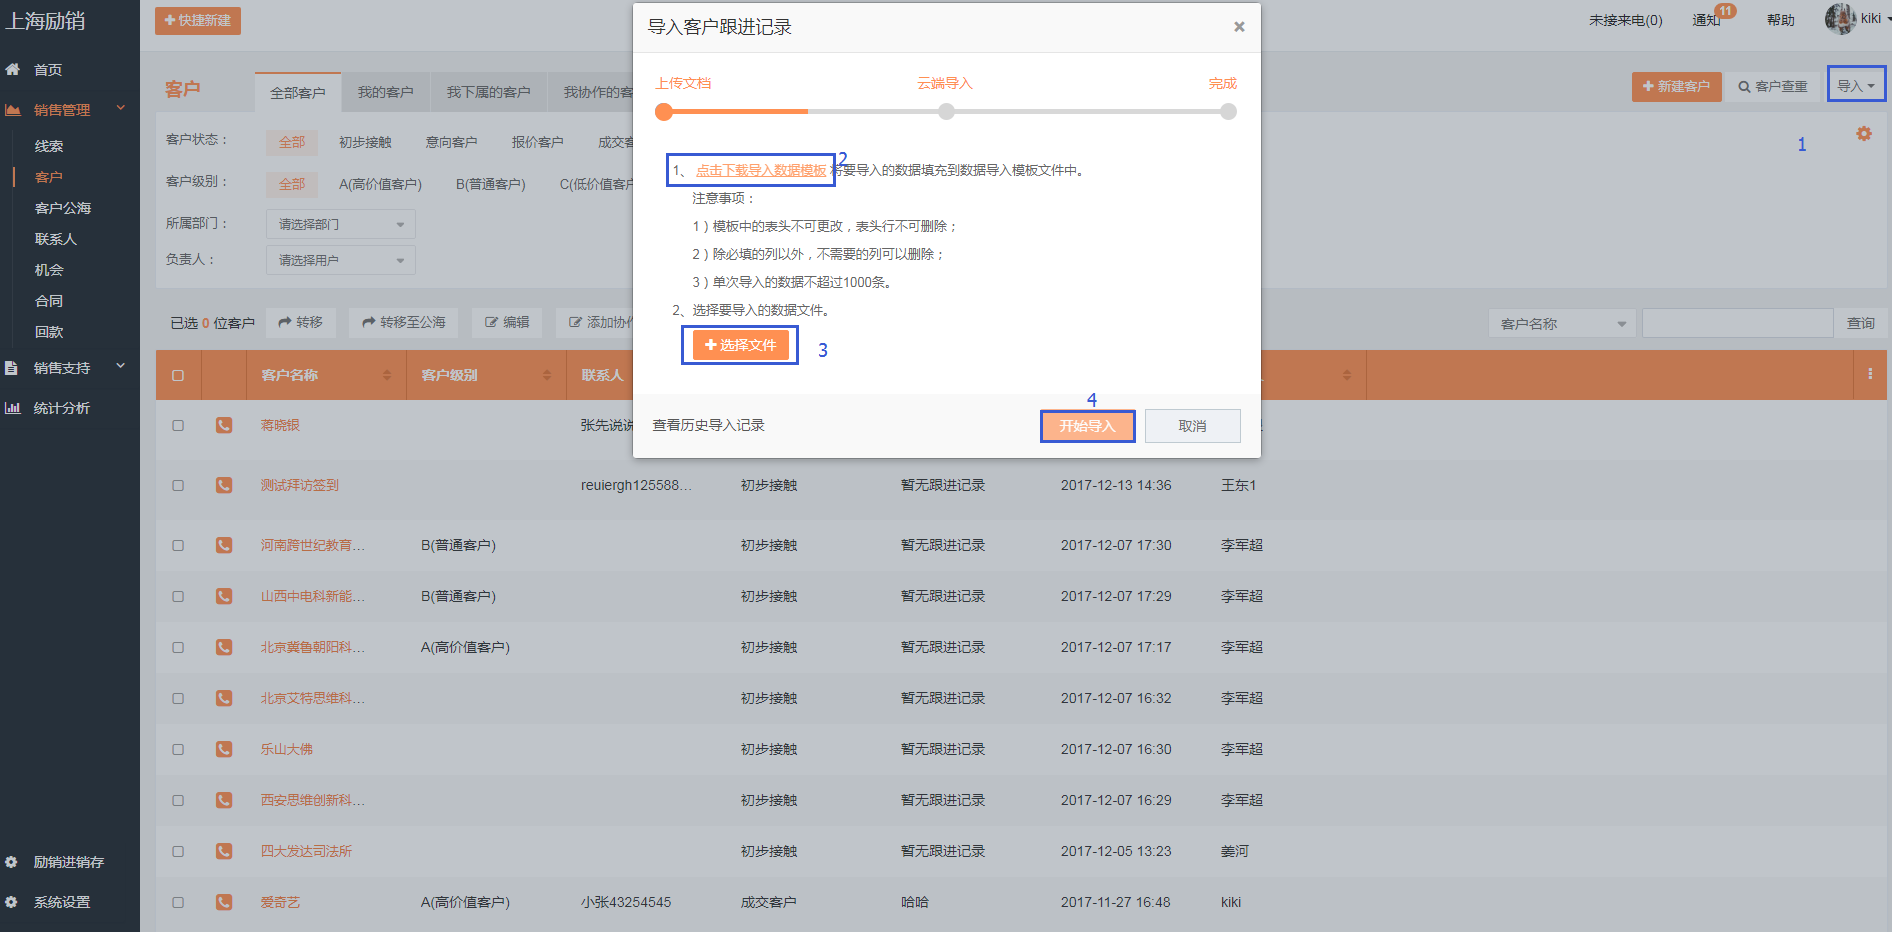 上海励销
快捷新建
未接来电(0)
通知
11
帮助
kiki
首页
销售管理
线索
客户
客户公海
联系人
机会
合同
回款
销售支持
统计分析
励销进销存
系统设置
客户
全部客户
我的客户
我下属的客户
我协作的客
新建客户
客户查重
导入
1
客户状态：
全部
初步接触
意向客户
报价客户
成交客
客户级别：
全部
A(高价值客户)
B(普通客户)
C(低价值客户
所属部门：
请选择部门
负责人：
请选择用户
已选 0 位客户
转移
转移至公海
编辑
添加协作
客户名称
查询
导入客户跟进记录
×
上传文档
云端导入
完成
1、 点击下载导入数据模板 将要导入的数据填充到数据导入模板文件中。
2
注意事项：
1）模板中的表头不可更改，表头行不可删除；
2）除必填的列以外，不需要的列可以删除；
3）单次导入的数据不超过1000条。
2、选择要导入的数据文件。
选择文件
3
查看历史导入记录
4
开始导入
取消
客户名称
客户级别
联系人
蒋晓银
张先说说
测试拜访签到
reuiergh125588...
初步接触
暂无跟进记录
2017-12-13 14:36
王东1
河南跨世纪教育...
B(普通客户)
初步接触
暂无跟进记录
2017-12-07 17:30
李军超
山西中电科新能...
B(普通客户)
初步接触
暂无跟进记录
2017-12-07 17:29
李军超
北京冀鲁朝阳科...
A(高价值客户)
初步接触
暂无跟进记录
2017-12-07 17:17
李军超
北京艾特思维科...
初步接触
暂无跟进记录
2017-12-07 16:32
李军超
乐山大佛
初步接触
暂无跟进记录
2017-12-07 16:30
李军超
西安思维创新科...
初步接触
暂无跟进记录
2017-12-07 16:29
李军超
四大发达司法所
初步接触
暂无跟进记录
2017-12-05 13:23
姜河
爱奇艺
A(高价值客户)
小张43254545
成交客户
哈哈
2017-11-27 16:48
kiki